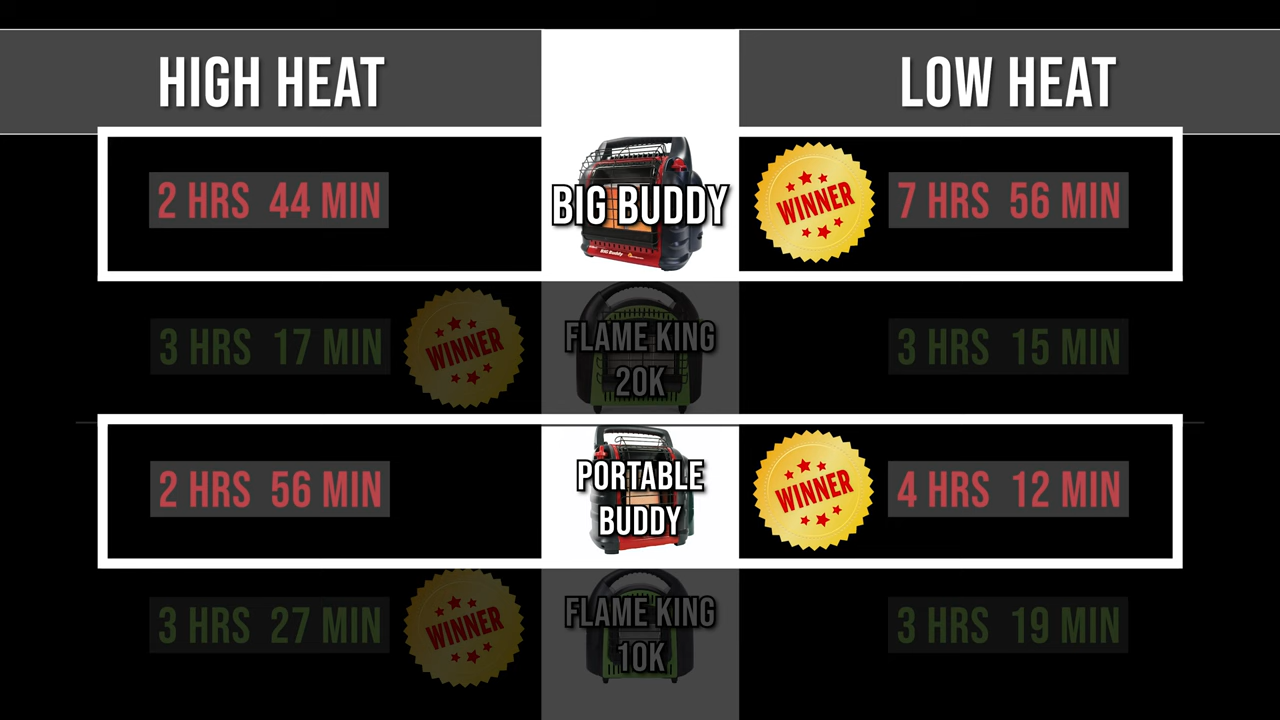 HIGH HEAT
LOW HEAT
2 HRS 44 MIN
BIG BUDDY
BIG Buddy
WINNER
7 HRS 56 MIN
3 HRS 17 MIN
WINNER
FLAME KING
20K
3 HRS 15 MIN
2 HRS 56 MIN
PORTABLE
BUDDY
WINNER
4 HRS 12 MIN
3 HRS 27 MIN
WINNER
FLAME KING
10K
3 HRS 19 MIN